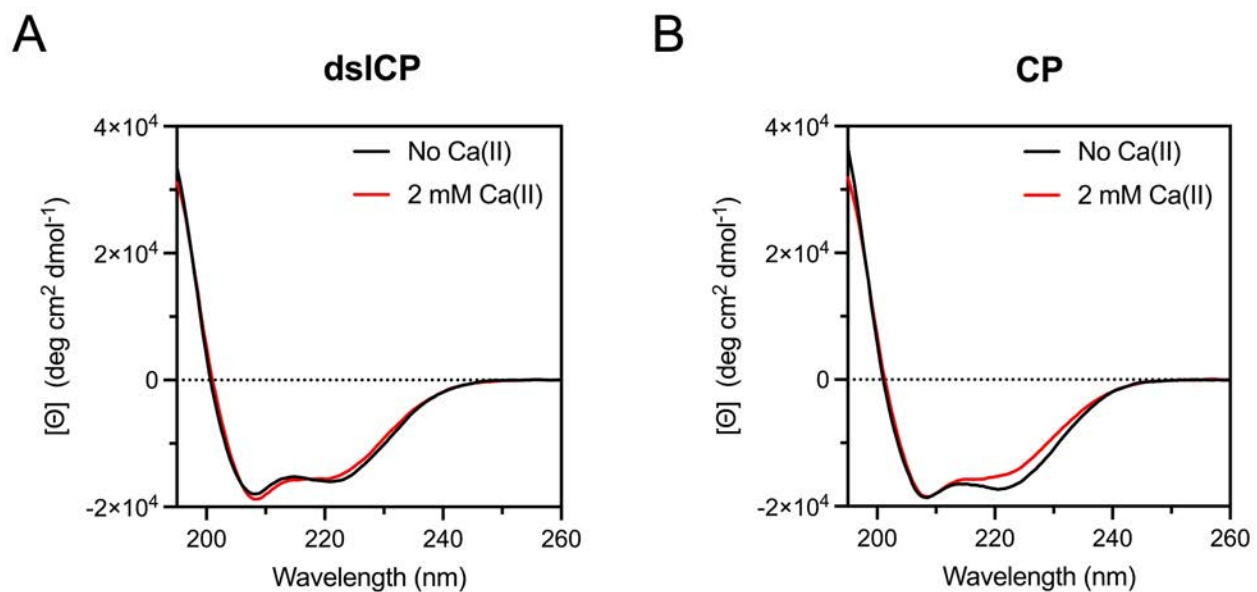 A
dsICP
4×10⁴
2×10⁴
0
-2×10⁴
[Θ] (deg cm² dmol⁻¹)
No Ca(II)
2 mM Ca(II)
200 220 240 260
Wavelength (nm)
B
CP
4×10⁴
2×10⁴
0
-2×10⁴
[Θ] (deg cm² dmol⁻¹)
No Ca(II)
2 mM Ca(II)
200 220 240 260
Wavelength (nm)